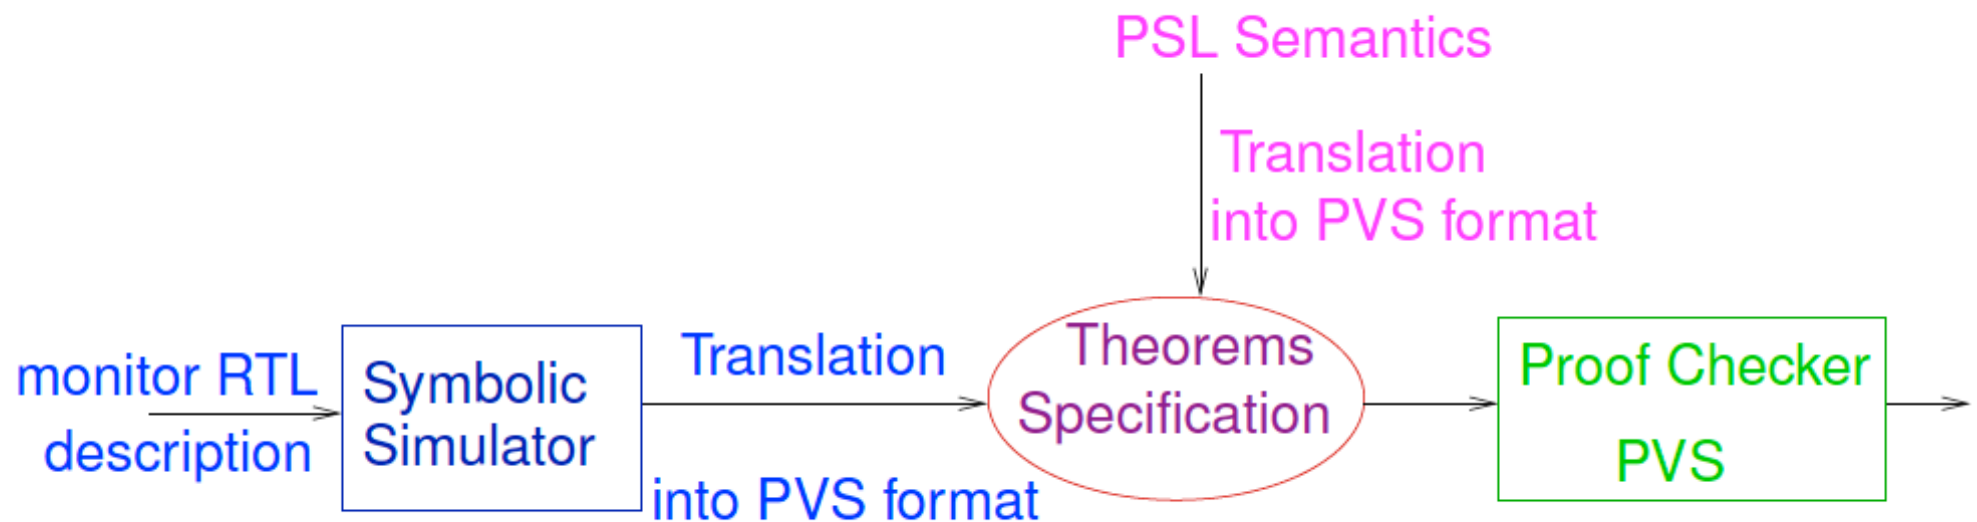 PSL Semantics
Translation
into PVS format
monitor RTL
description
Symbolic
Simulator
Translation
into PVS format
Theorems
Specification
Proof Checker
PVS